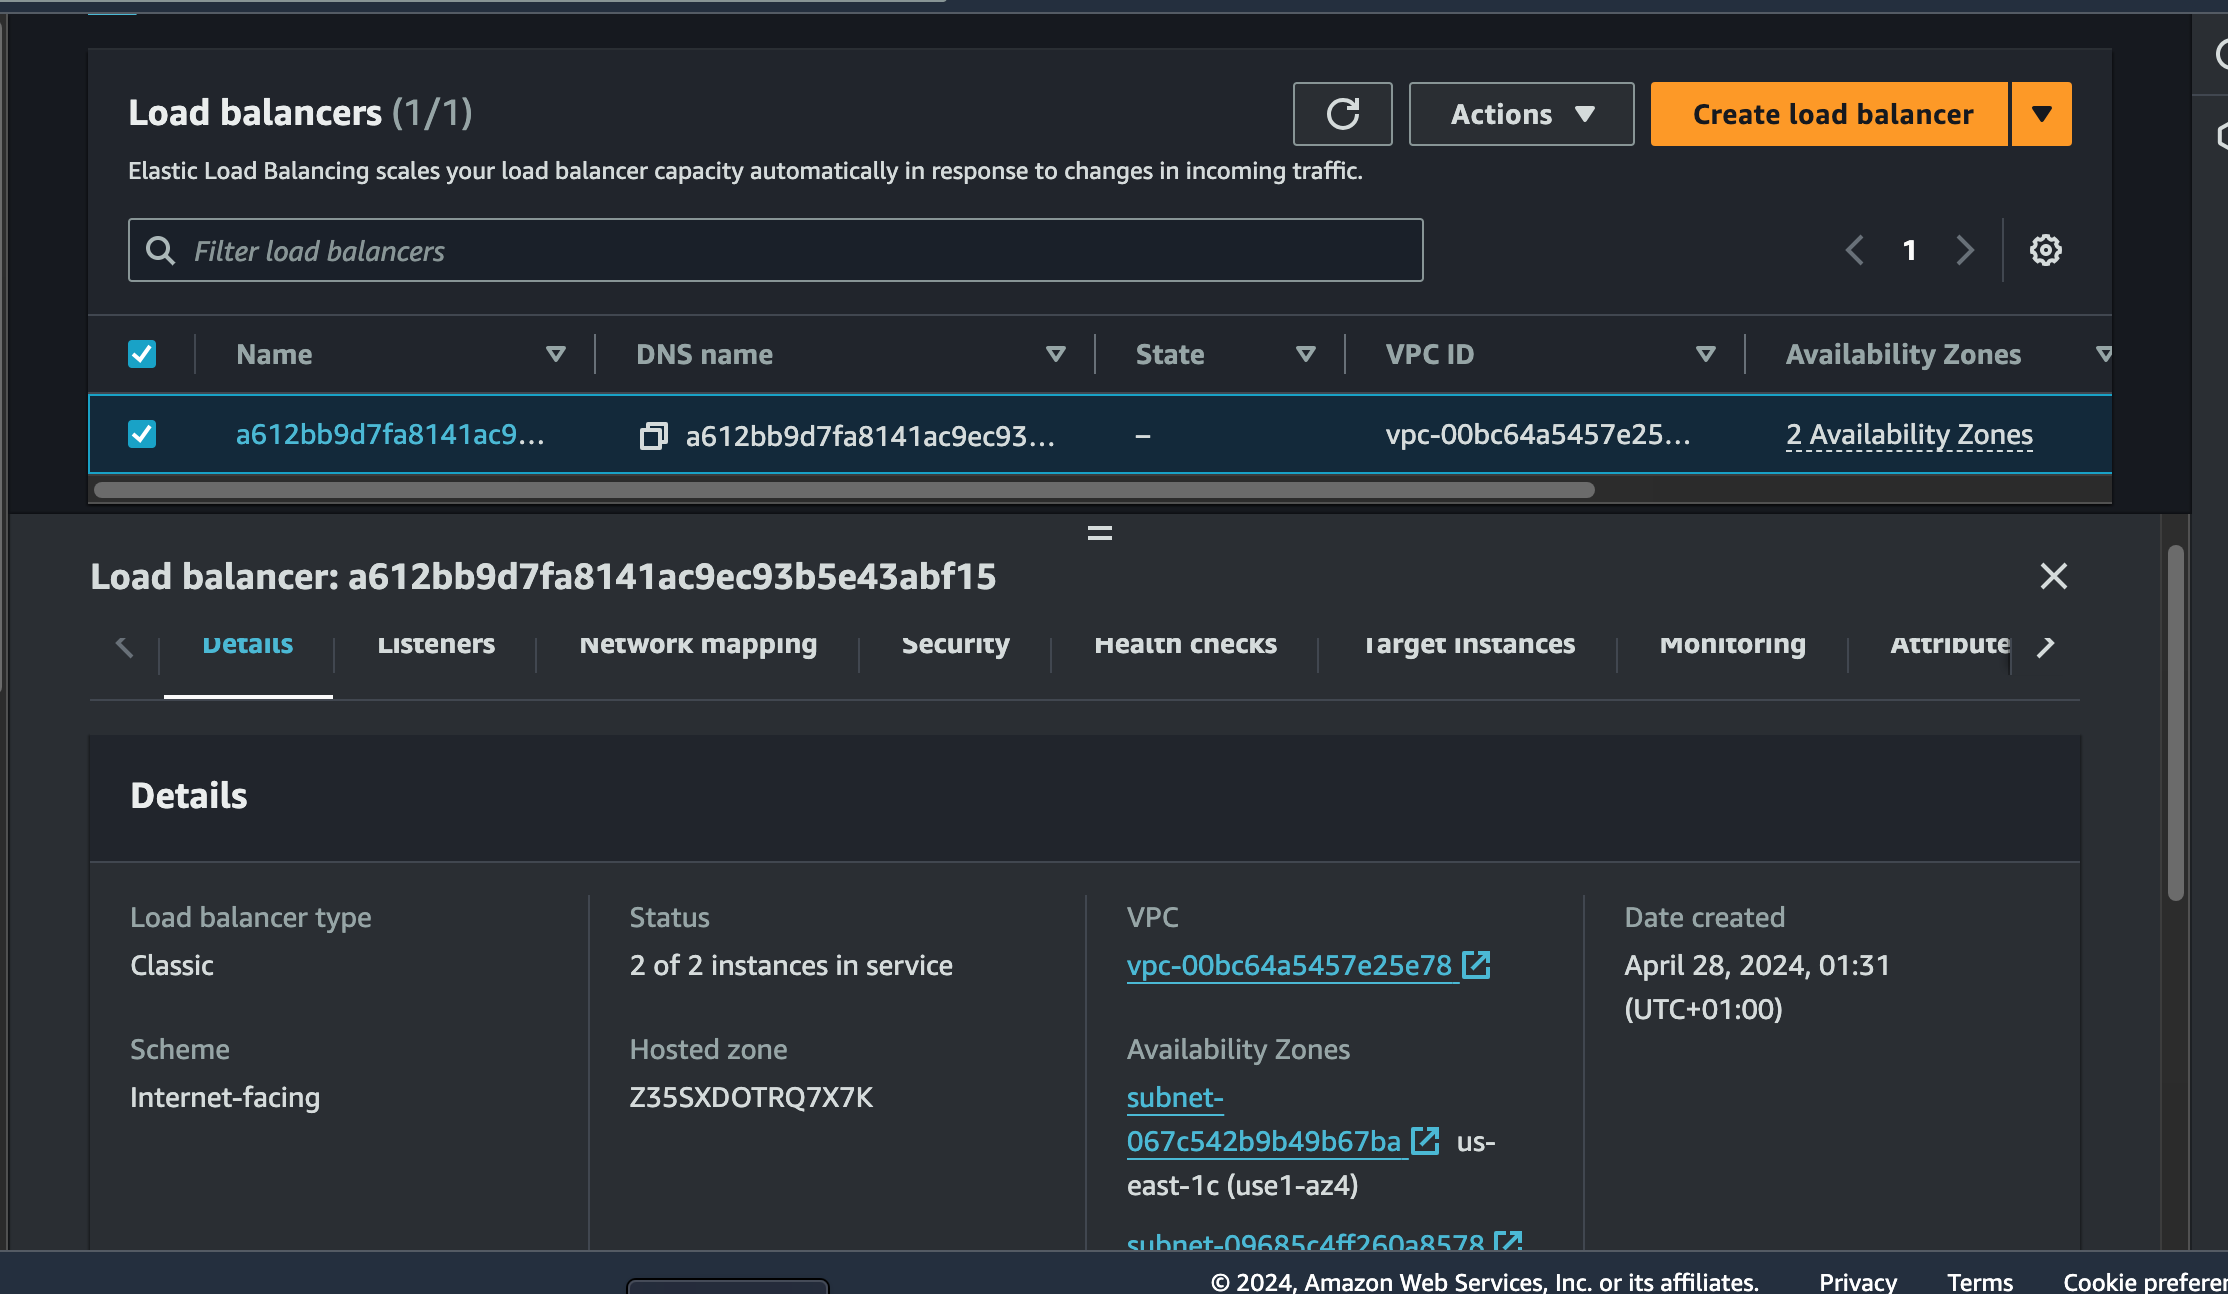 Load balancers (1/1)
Actions
Create load balancer
Elastic Load Balancing scales your load balancer capacity automatically in response to changes in incoming traffic.
Filter load balancers
1
Name DNS name State VPC ID Availability Zones
a612bb9d7fa8141ac9... a612bb9d7fa8141ac9ec93... – vpc-00bc64a5457e25... 2 Availability Zones
Load balancer: a612bb9d7fa8141ac9ec93b5e43abf15
Details Listeners Network mapping Security Health checks Target instances Monitoring Attribute
Details
Load balancer type
Classic
Scheme
Internet-facing
Status
2 of 2 instances in service
Hosted zone
Z35SXDOTRQ7X7K
VPC
vpc-00bc64a5457e25e78
Availability Zones
subnet-
067c542b9b49b67ba us-
east-1c (use1-az4)
subnet-09685c4ff260a8578
Date created
April 28, 2024, 01:31
(UTC+01:00)
© 2024, Amazon Web Services, Inc. or its affiliates. Privacy Terms Cookie prefere